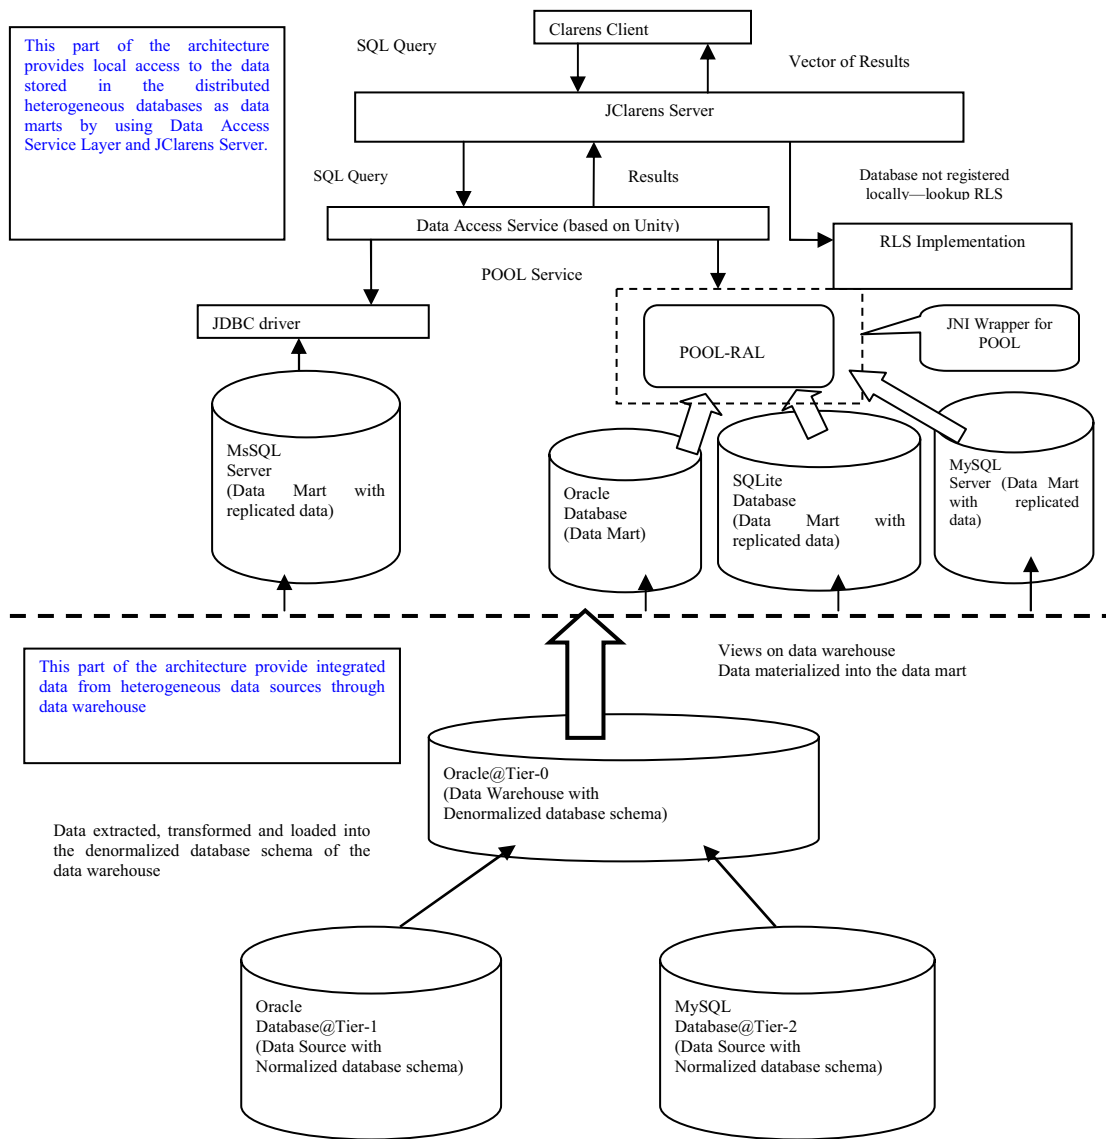 Clarens Client
This part of the architecture
provides local access to the data
stored in the distributed
heterogeneous databases as data
marts by using Data Access
Service Layer and JClarens Server.
SQL Query
Vector of Results
JClarens Server
SQL Query
Results
Database not registered
locally—lookup RLS
Data Access Service (based on Unity)
RLS Implementation
POOL Service
JDBC driver
JNI Wrapper for
POOL
POOL-RAL
MsSQL
Server
(Data Mart with
replicated data)
Oracle
Database
(Data Mart)
SQLite
Database
(Data Mart with
replicated data)
MySQL
Server (Data Mart
with replicated
data)
This part of the architecture provide integrated
data from heterogeneous data sources through
data warehouse
Views on data warehouse
Data materialized into the data mart
Oracle@Tier-0
(Data Warehouse with
Denormalized database schema)
Data extracted, transformed and loaded into
the denormalized database schema of the
data warehouse
Oracle
Database@Tier-1
(Data Source with
Normalized database schema)
MySQL
Database@Tier-2
(Data Source with
Normalized database schema)